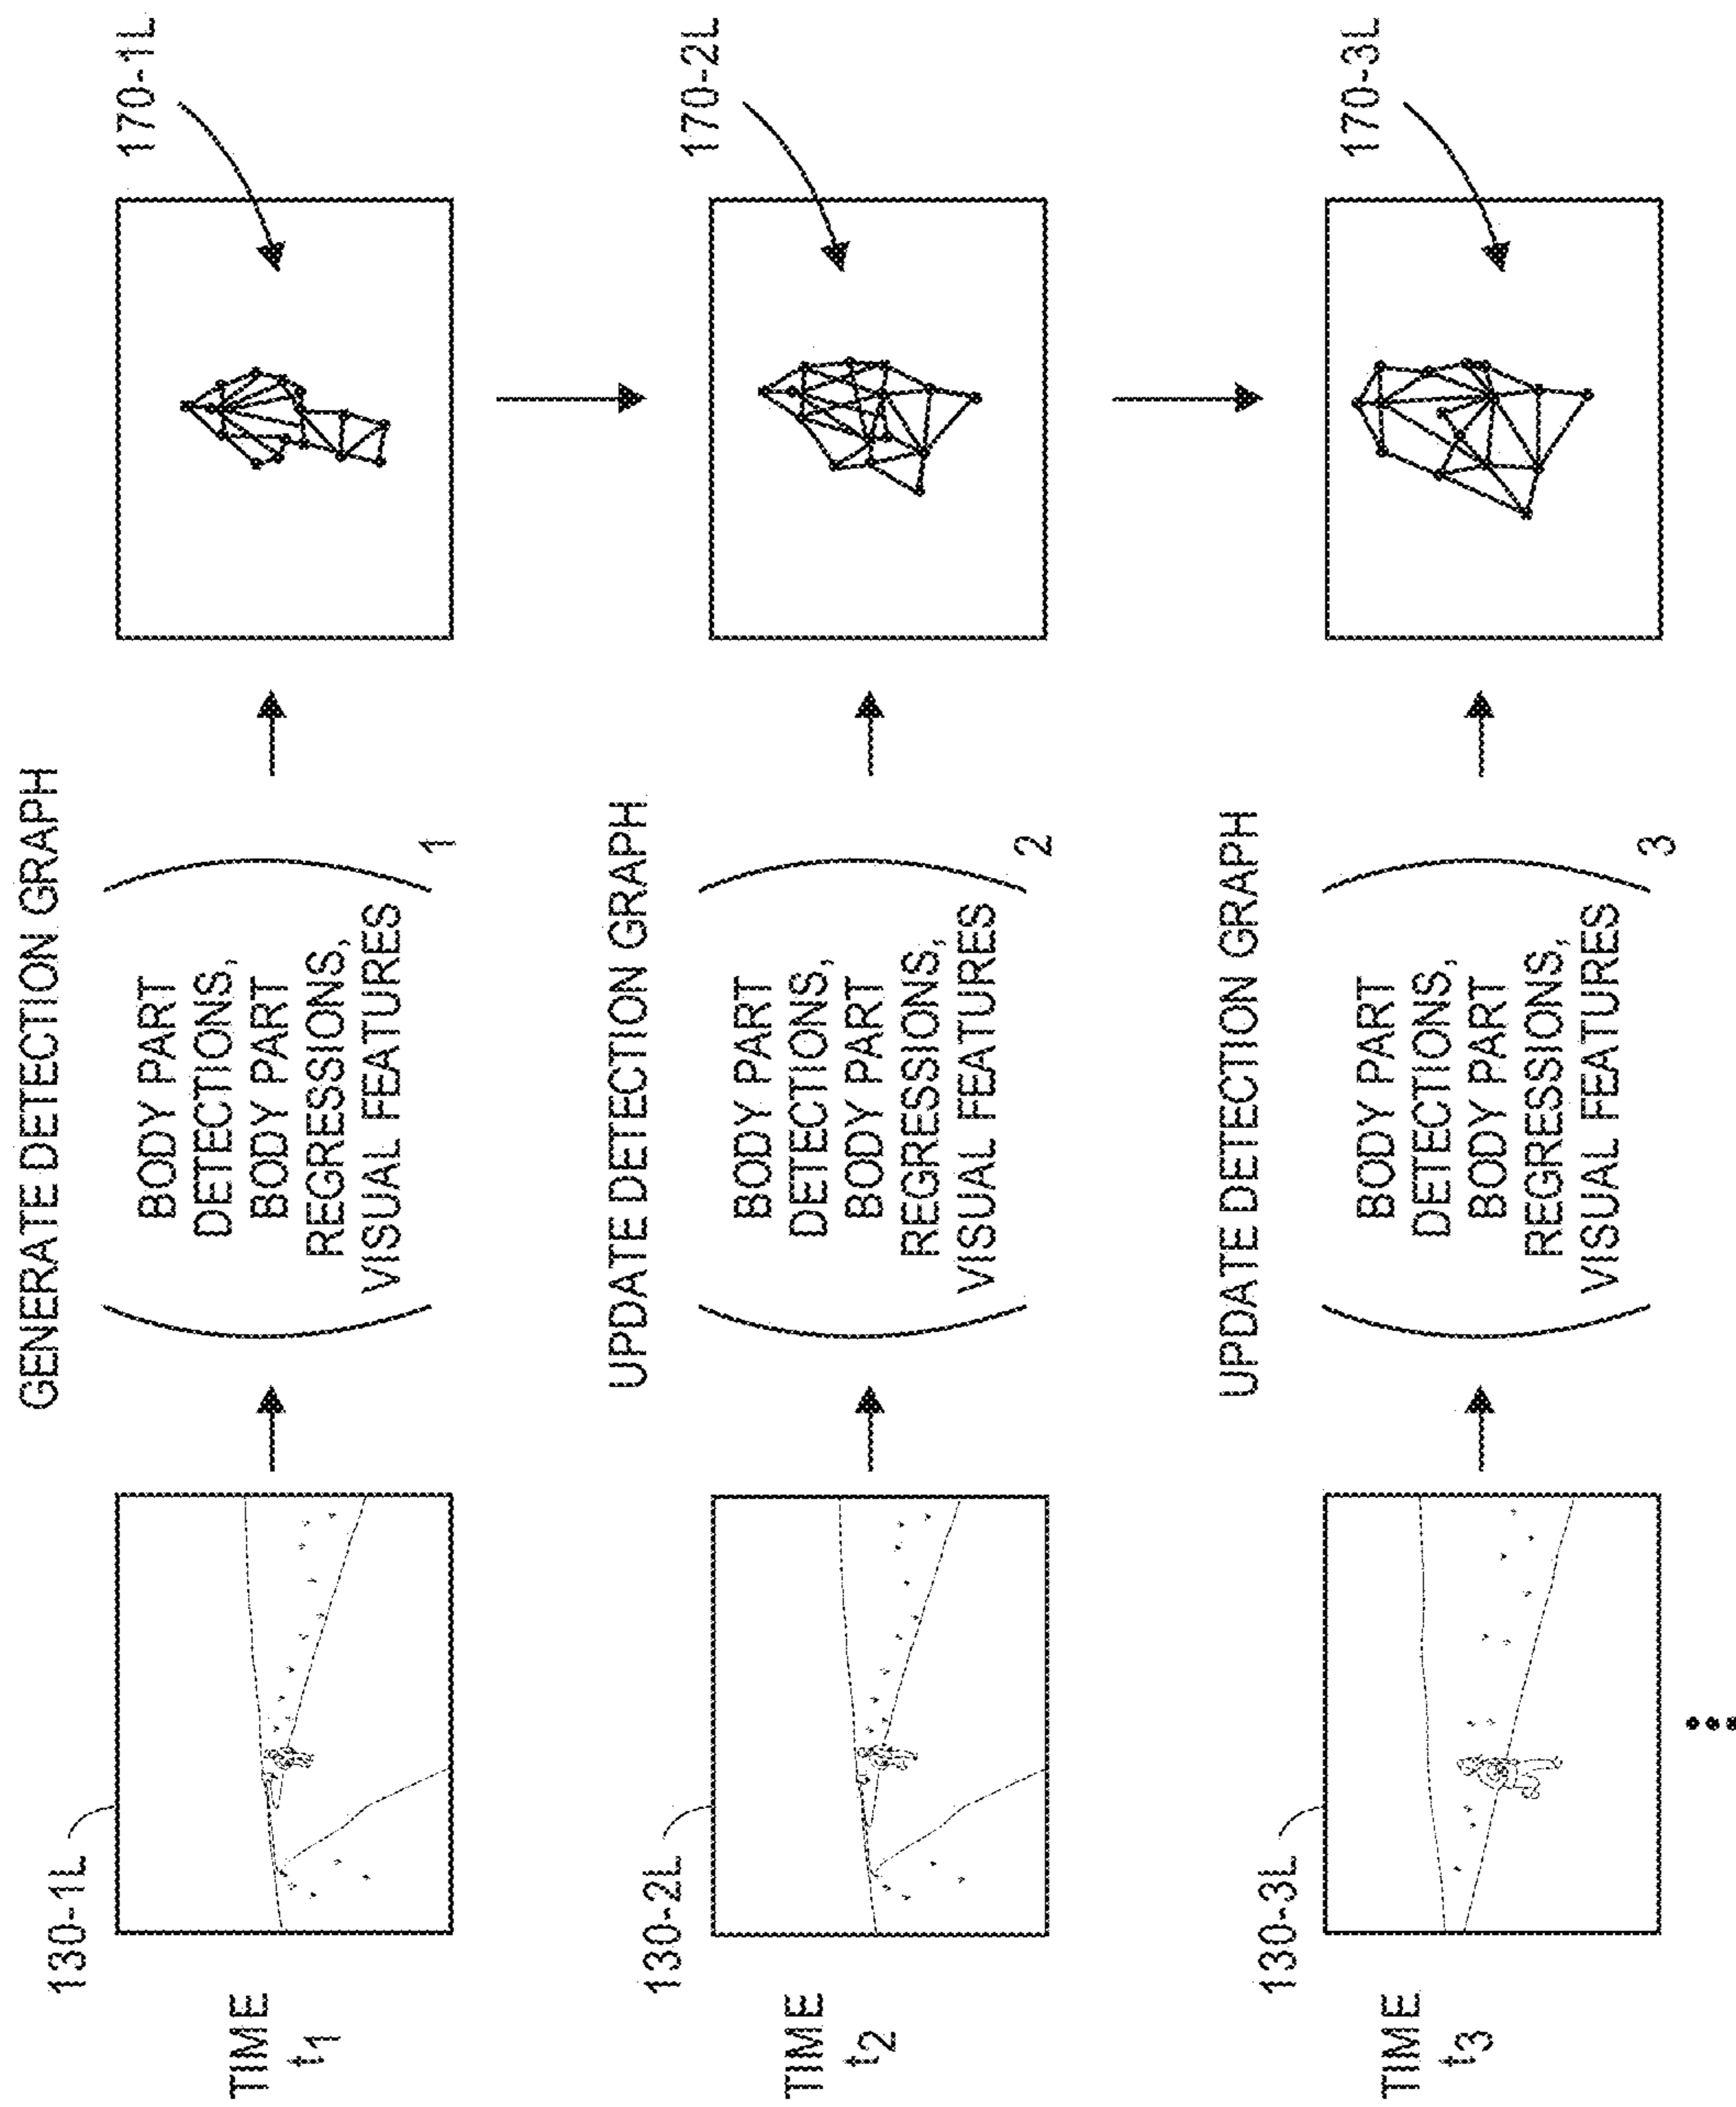 130-1L
TIME
t1
GENERATE DETECTION GRAPH
BODY PART
DETECTIONS,
BODY PART
REGRESSIONS,
VISUAL FEATURES
1
170-1L
130-2L
TIME
t2
UPDATE DETECTION GRAPH
BODY PART
DETECTIONS,
BODY PART
REGRESSIONS,
VISUAL FEATURES
2
170-2L
130-3L
TIME
t3
UPDATE DETECTION GRAPH
BODY PART
DETECTIONS,
BODY PART
REGRESSIONS,
VISUAL FEATURES
3
170-3L